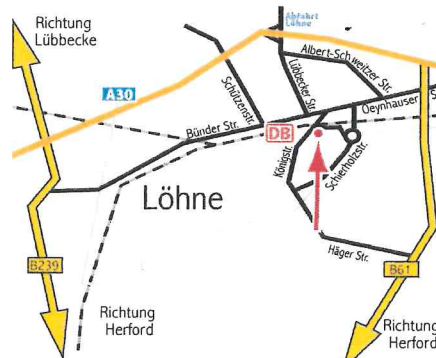 Richtung
Lübbecke
Abfahrt
Löhne
Albert-Schweitzer Str.
A30
Schützenstr.
Lübbecker Str.
Oeynhauser
S
Bünder Str.
DB
Königstr.
Schierholzstr.
Löhne
Häger Str.
B239
B61
Richtung
Herford
Richtung
Herford